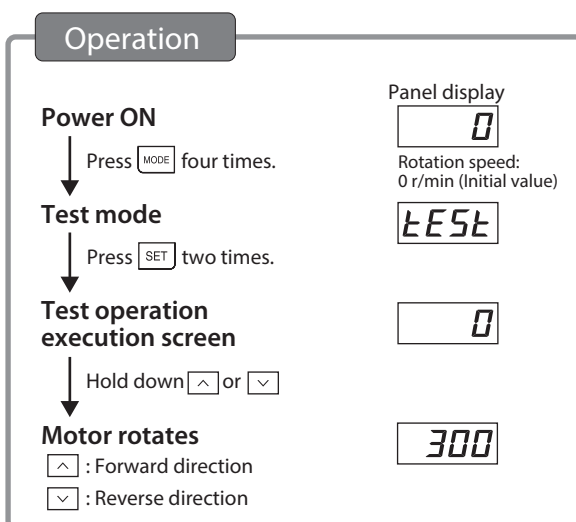 Operation
Panel display
Power ON
0
Press MODE four times.
Rotation speed:
0 r/min (Initial value)
Test mode
tESt
Press SET two times.
Test operation
execution screen
0
Hold down ^ or v
Motor rotates
300
^ : Forward direction
v : Reverse direction